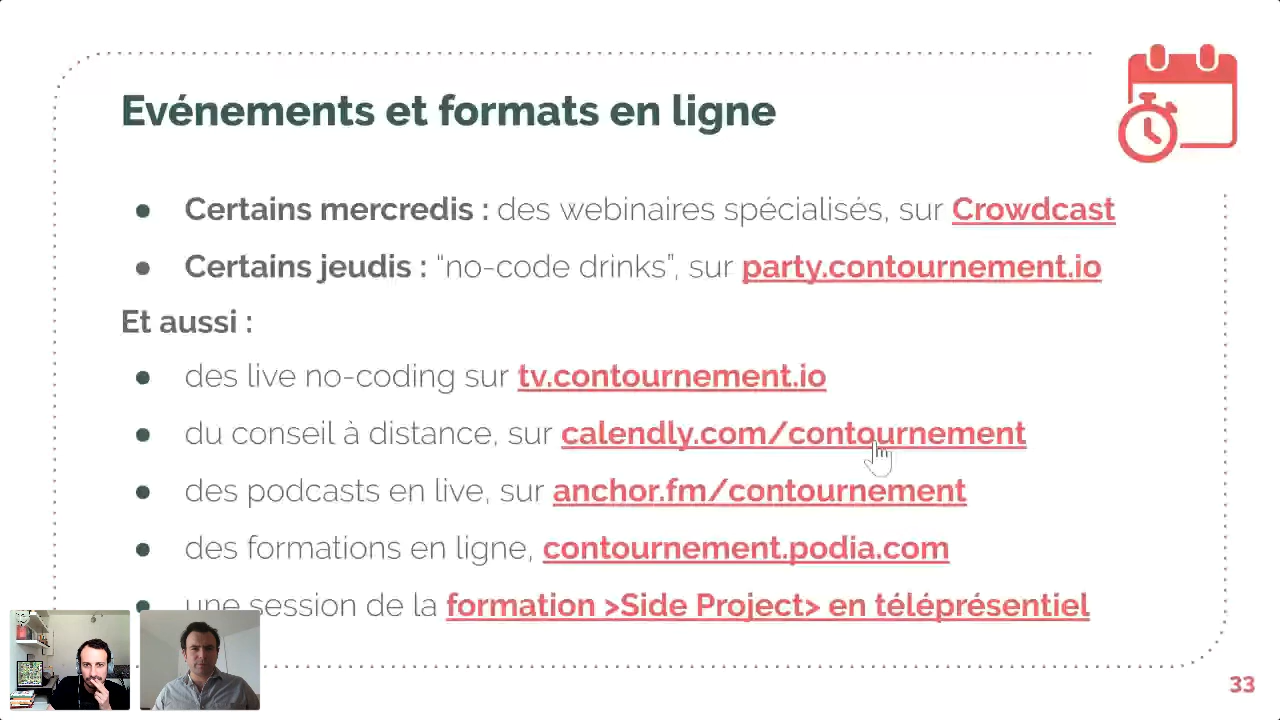 Evénements et formats en ligne
Certains mercredis : des webinaires spécialisés, sur Crowdcast
Certains jeudis : “no-code drinks”, sur party.contournement.io
Et aussi :
des live no-coding sur tv.contournement.io
du conseil à distance, sur calendly.com/contournement
des podcasts en live, sur anchor.fm/contournement
des formations en ligne, contournement.podia.com
une session de la formation >Side Project> en téléprésentiel
33